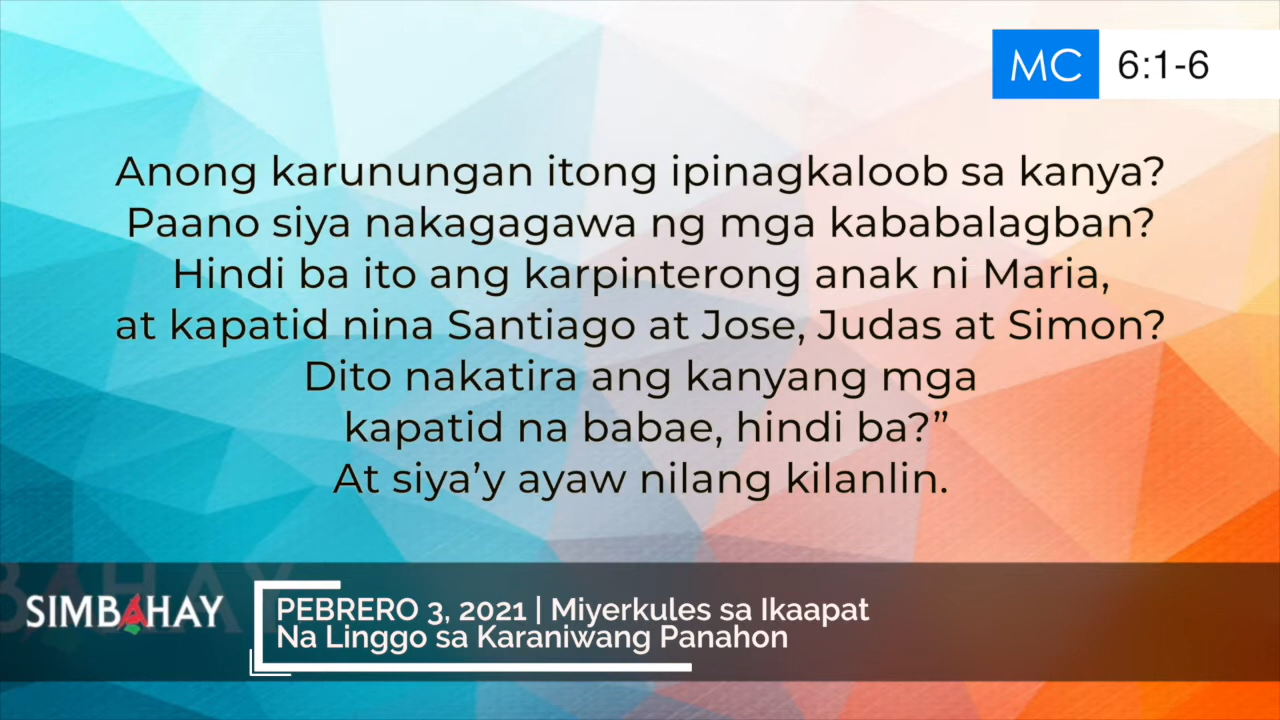 MC 6:1-6
Anong karunungan itong ipinagkaloob sa kanya?
Paano siya nakagagawa ng mga kababalagban?
Hindi ba ito ang karpinterong anak ni Maria,
at kapatid nina Santiago at Jose, Judas at Simon?
Dito nakatira ang kanyang mga
kapatid na babae, hindi ba?”
At siya’y ayaw nilang kilanlin.
SIMBAHAY
PEBRERO 3, 2021 | Miyerkules sa Ikaapat
Na Linggo sa Karaniwang Panahon